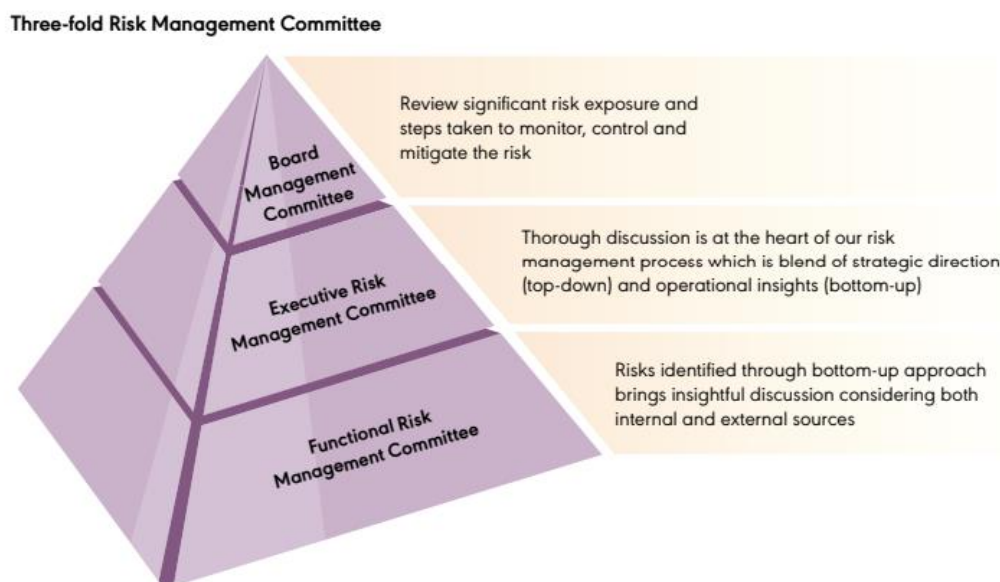 Three-fold Risk Management Committee
Board
Management
Committee
Review significant risk exposure and
steps taken to monitor, control and
mitigate the risk
Executive Risk
Management Committee
Thorough discussion is at the heart of our risk
management process which is blend of strategic direction
(top-down) and operational insights (bottom-up)
Functional Risk
Management Committee
Risks identified through bottom-up approach
brings insightful discussion considering both
internal and external sources